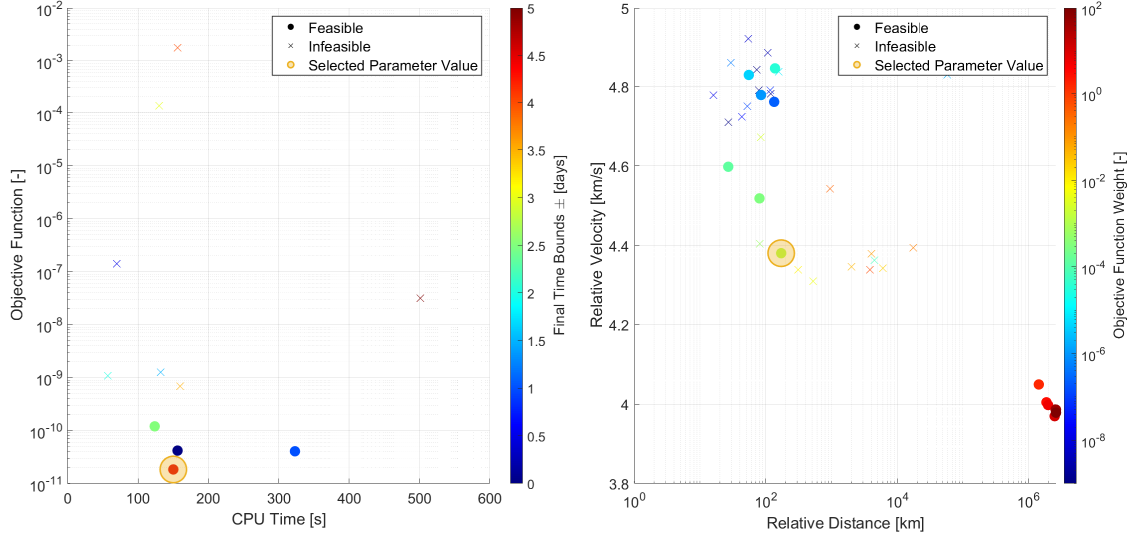 10^-2
10^-3
10^-4
10^-5
10^-6
10^-7
10^-8
10^-9
10^-10
10^-11
Objective Function [-]
0 100 200 300 400 500 600
CPU Time [s]
Feasible
Infeasible
Selected Parameter Value
5
4.5
4
3.5
3
2.5
2
1.5
1
0.5
0
Final Time Bounds ± [days]
5
4.8
4.6
4.4
4.2
4
3.8
Relative Velocity [km/s]
10^0 10^2 10^4 10^6
Relative Distance [km]
Feasible
Infeasible
Selected Parameter Value
10^2
10^0
10^-2
10^-4
10^-6
10^-8
Objective Function Weight [-]